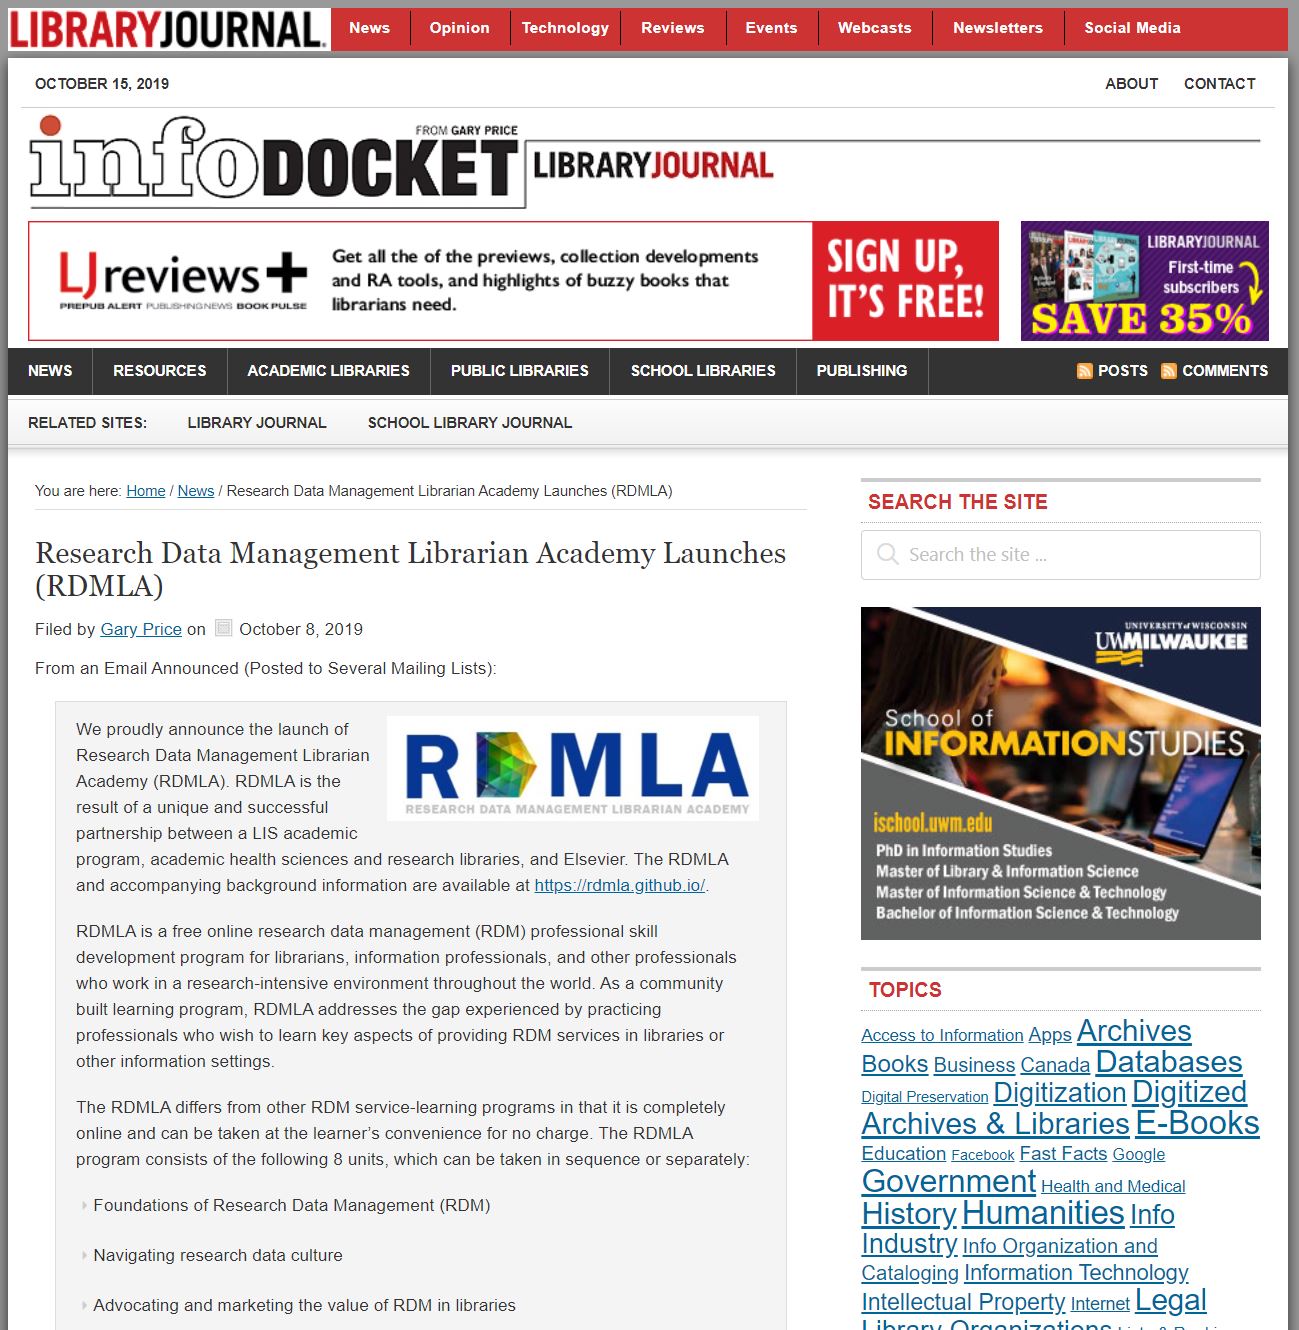 LIBRARYJOURNAL.
News
Opinion
Technology
Reviews
Events
Webcasts
Newsletters
Social Media
OCTOBER 15, 2019
ABOUT
CONTACT
infoDOCKET
FROM GARY PRICE
LIBRARYJOURNAL
LJreviews+
PREPUB ALERT PUBLISHINGNEWS BOOK PULSE
Get all the of the previews, collection developments
and RA tools, and highlights of buzzy books that
librarians need.
SIGN UP,
IT'S FREE!
LIBRARYJOURNAL
First-time
subscribers
SAVE 35%
NEWS
RESOURCES
ACADEMIC LIBRARIES
PUBLIC LIBRARIES
SCHOOL LIBRARIES
PUBLISHING
POSTS
COMMENTS
RELATED SITES:
LIBRARY JOURNAL
SCHOOL LIBRARY JOURNAL
You are here: Home / News / Research Data Management Librarian Academy Launches (RDMLA)
Research Data Management Librarian Academy Launches
(RDMLA)
Filed by Gary Price on October 8, 2019
From an Email Announced (Posted to Several Mailing Lists):
We proudly announce the launch of
Research Data Management Librarian
Academy (RDMLA). RDMLA is the
result of a unique and successful
partnership between a LIS academic
program, academic health sciences and research libraries, and Elsevier. The RDMLA
and accompanying background information are available at https://rdmla.github.io/.
RDMLA
RESEARCH DATA MANAGEMENT LIBRARIAN ACADEMY
RDMLA is a free online research data management (RDM) professional skill
development program for librarians, information professionals, and other professionals
who work in a research-intensive environment throughout the world. As a community
built learning program, RDMLA addresses the gap experienced by practicing
professionals who wish to learn key aspects of providing RDM services in libraries or
other information settings.
The RDMLA differs from other RDM service-learning programs in that it is completely
online and can be taken at the learner’s convenience for no charge. The RDMLA
program consists of the following 8 units, which can be taken in sequence or separately:
Foundations of Research Data Management (RDM)
Navigating research data culture
Advocating and marketing the value of RDM in libraries
SEARCH THE SITE
Search the site ...
UNIVERSITY of WISCONSIN
UWMILWAUKEE
School of
INFORMATIONSTUDIES
ischool.uwm.edu
PhD in Information Studies
Master of Library & Information Science
Master of Information Science & Technology
Bachelor of Information Science & Technology
TOPICS
Access to Information Apps Archives
Books Business Canada Databases
Digital Preservation Digitization Digitized
Archives & Libraries E-Books
Education Facebook Fast Facts Google
Government Health and Medical
History Humanities Info
Industry Info Organization and
Cataloging Information Technology
Intellectual Property Internet Legal
Library Organizations